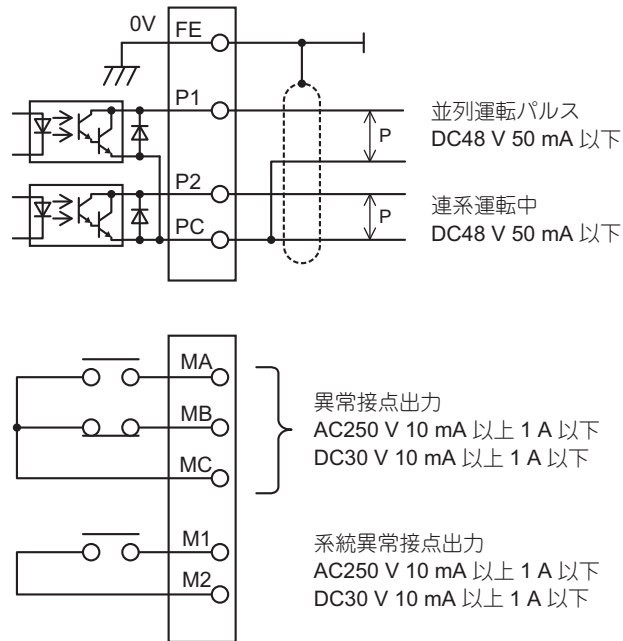 0V
FE
P1
P
並列運転パルス
DC48 V 50 mA 以下
P2
PC
P
連系運転中
DC48 V 50 mA 以下
MA
MB
MC
異常接点出力
AC250 V 10 mA 以上 1 A 以下
DC30 V 10 mA 以上 1 A 以下
M1
M2
系統異常接点出力
AC250 V 10 mA 以上 1 A 以下
DC30 V 10 mA 以上 1 A 以下